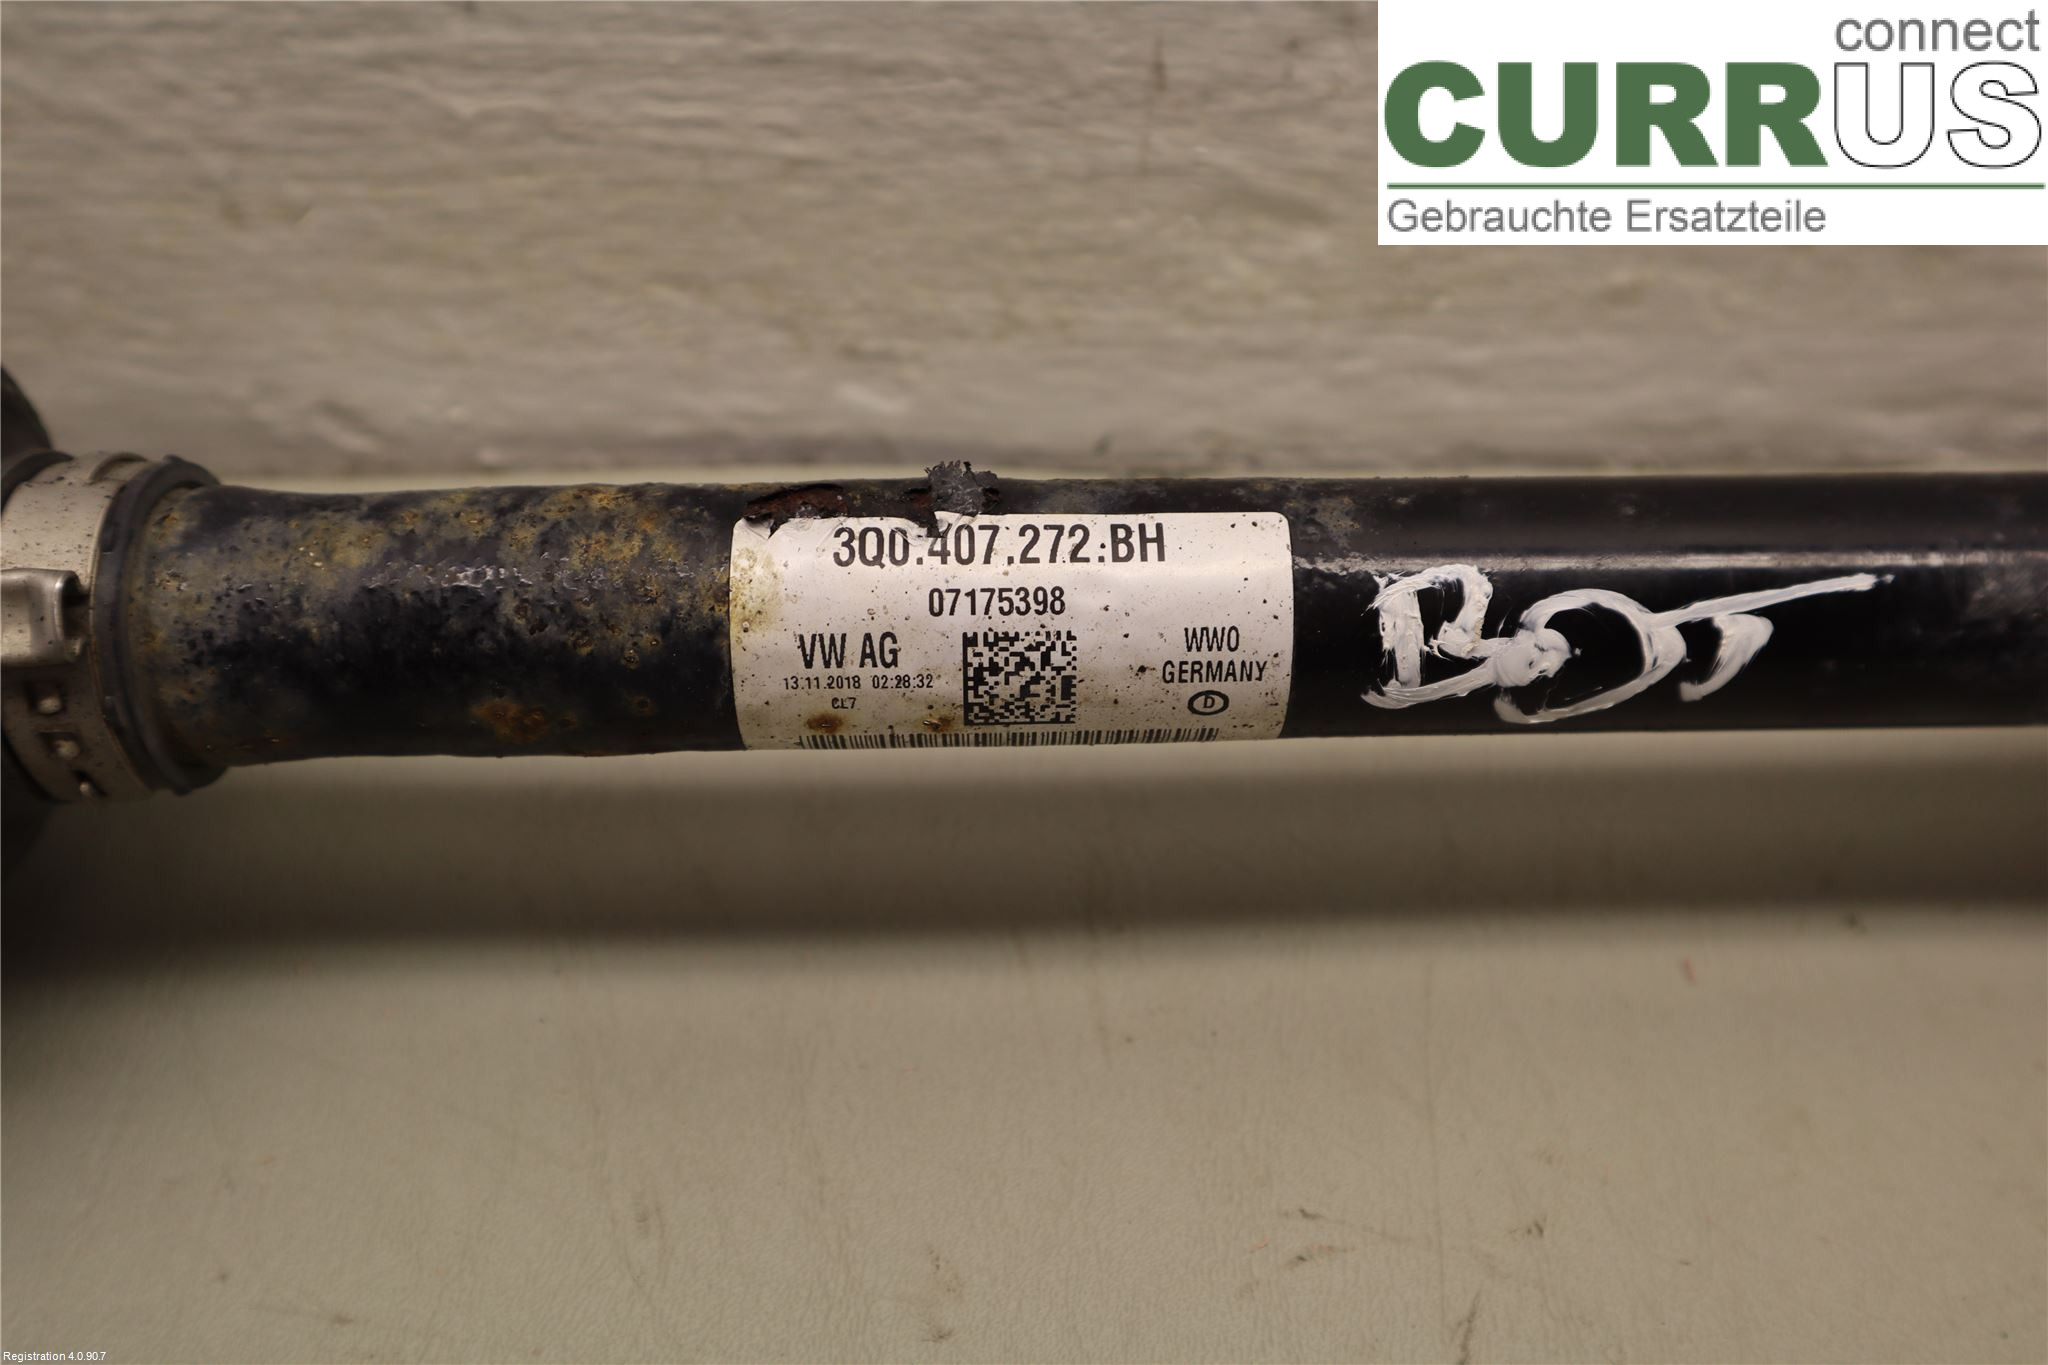 connect
CURRUS
Gebrauchte Ersatzteile
3Q0.407.272.BH
07175398
VW AG
WWO
GERMANY
13.11.2018 02:28:32
CL7
D
Registration 4.0.90.7